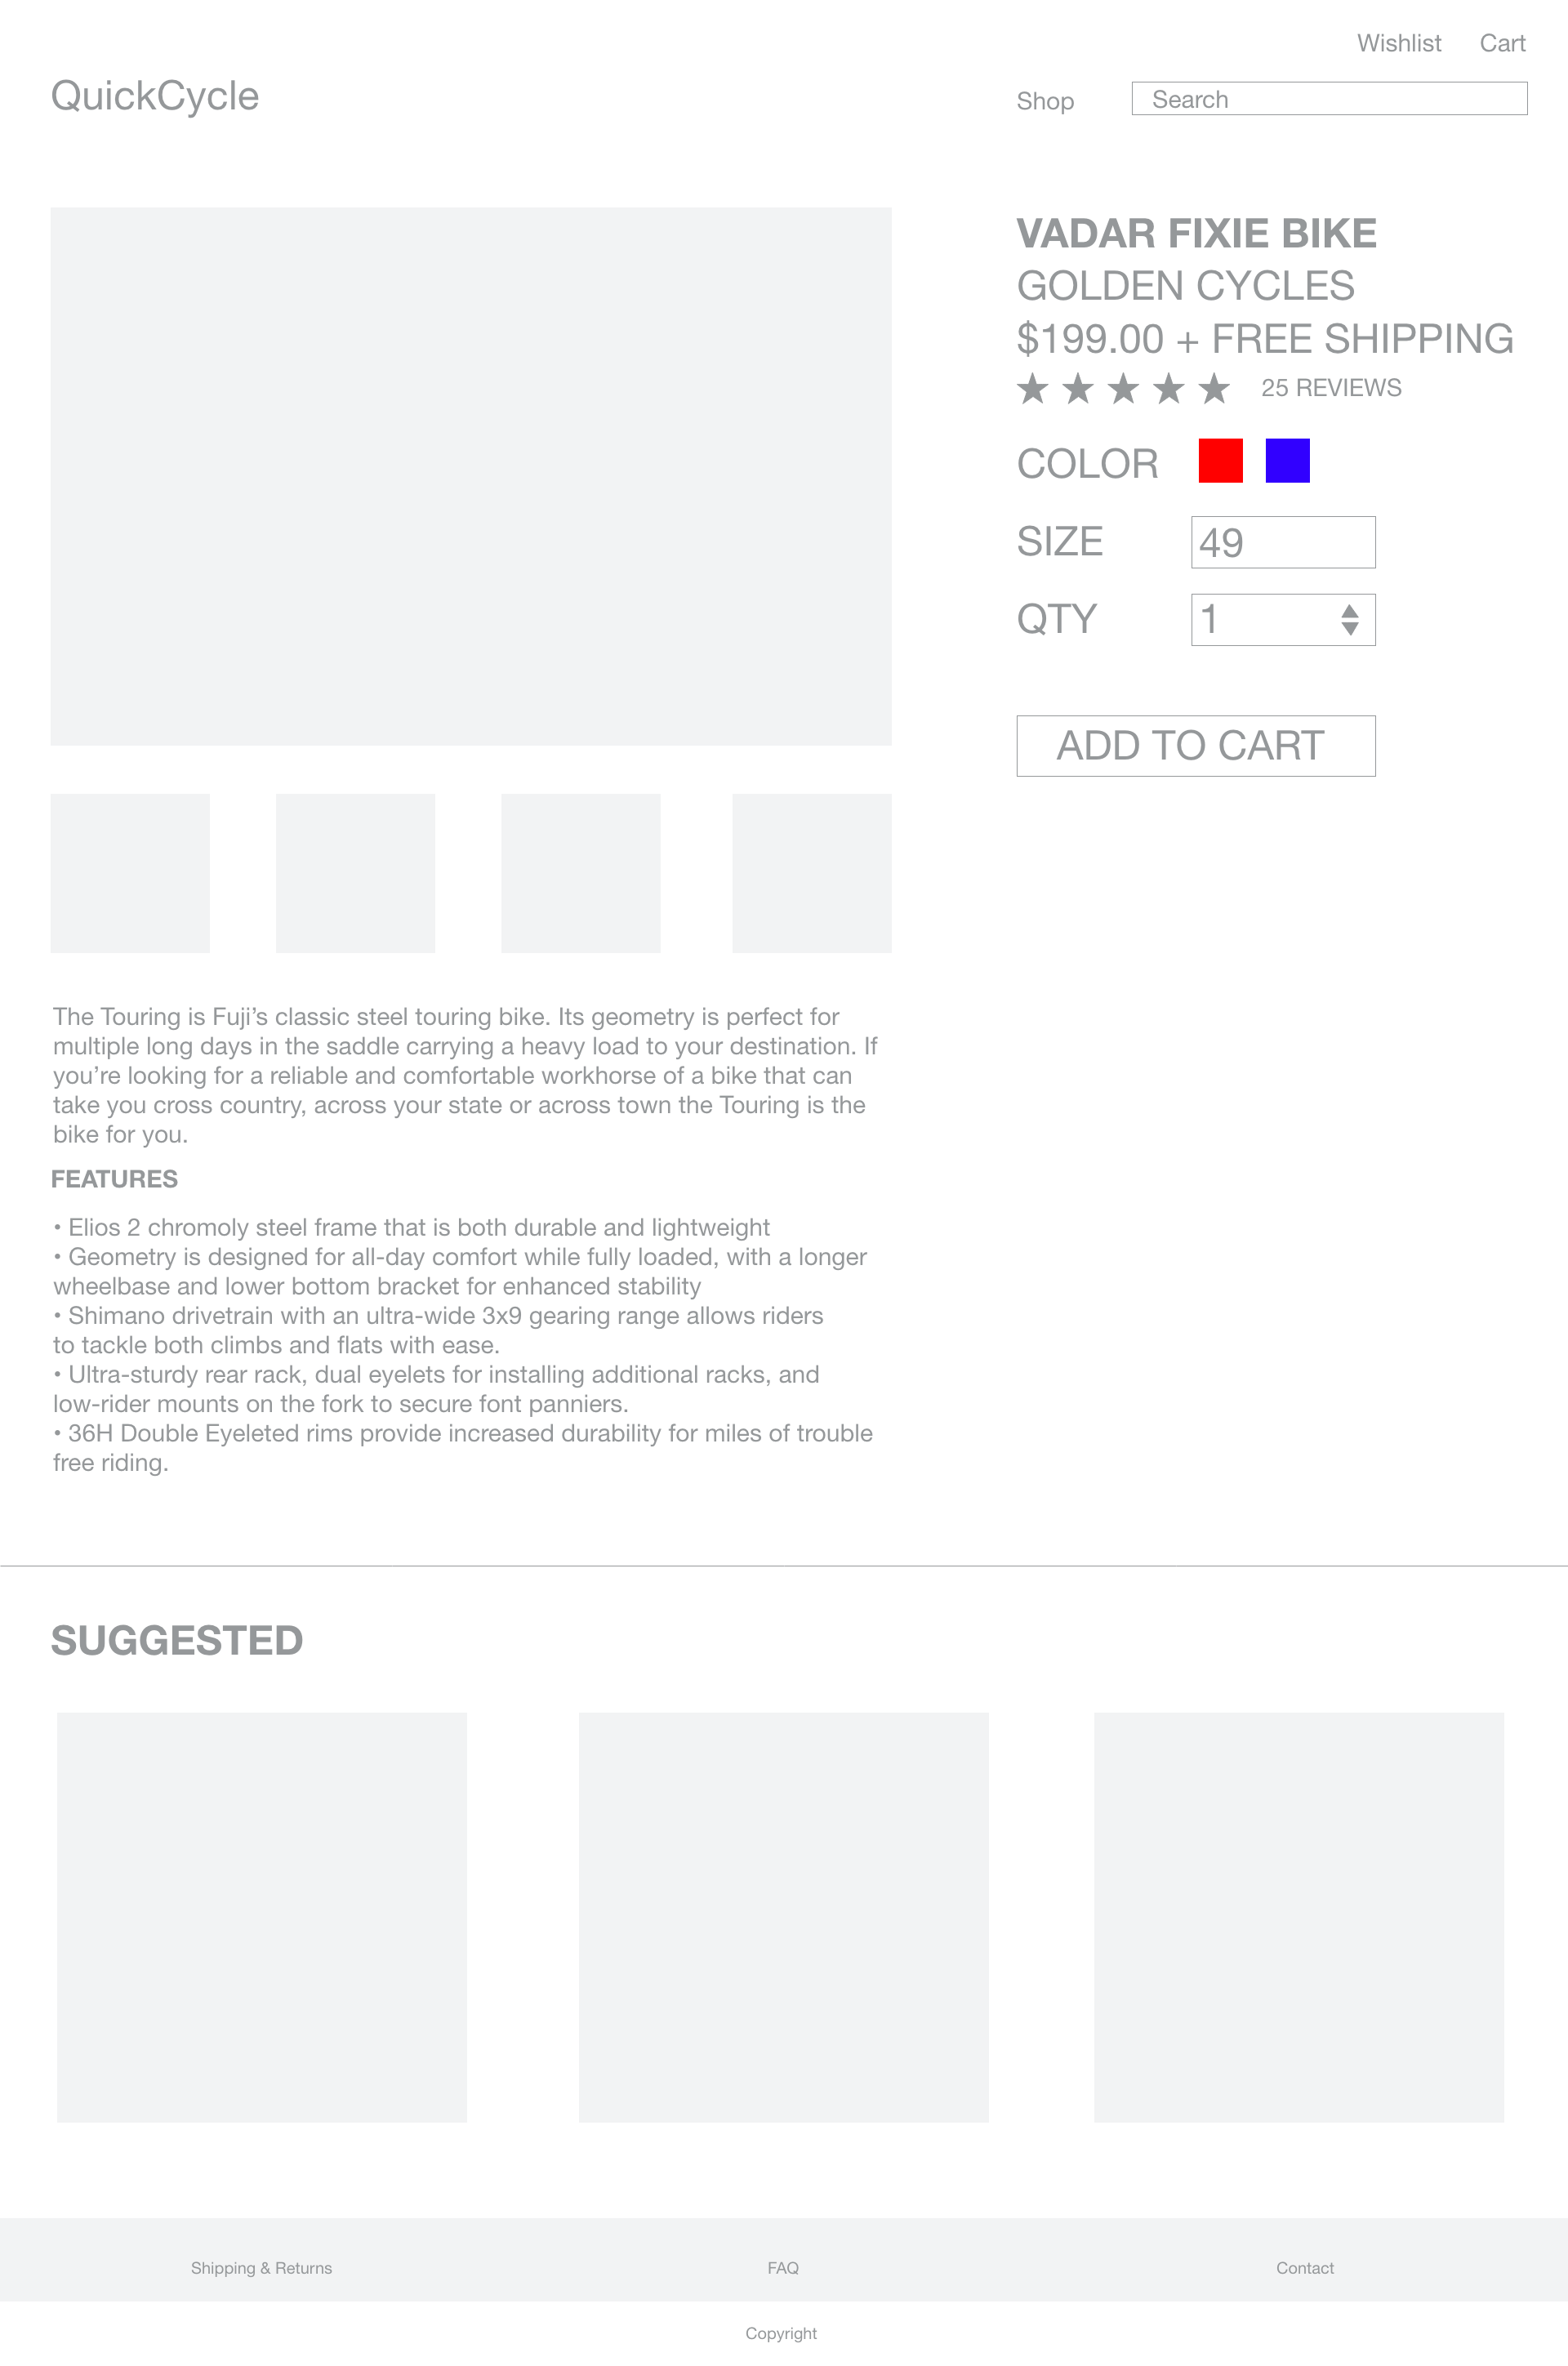 Wishlist Cart
QuickCycle
Shop
Search
VADAR FIXIE BIKE
GOLDEN CYCLES
$199.00 + FREE SHIPPING
★ ★ ★ ★ ★ 25 REVIEWS
COLOR
SIZE 49
QTY 1
ADD TO CART
The Touring is Fuji’s classic steel touring bike. Its geometry is perfect for
multiple long days in the saddle carrying a heavy load to your destination. If
you’re looking for a reliable and comfortable workhorse of a bike that can
take you cross country, across your state or across town the Touring is the
bike for you.
FEATURES
• Elios 2 chromoly steel frame that is both durable and lightweight
• Geometry is designed for all-day comfort while fully loaded, with a longer
wheelbase and lower bottom bracket for enhanced stability
• Shimano drivetrain with an ultra-wide 3x9 gearing range allows riders
to tackle both climbs and flats with ease.
• Ultra-sturdy rear rack, dual eyelets for installing additional racks, and
low-rider mounts on the fork to secure font panniers.
• 36H Double Eyeleted rims provide increased durability for miles of trouble
free riding.
SUGGESTED
Shipping & Returns FAQ Contact
Copyright